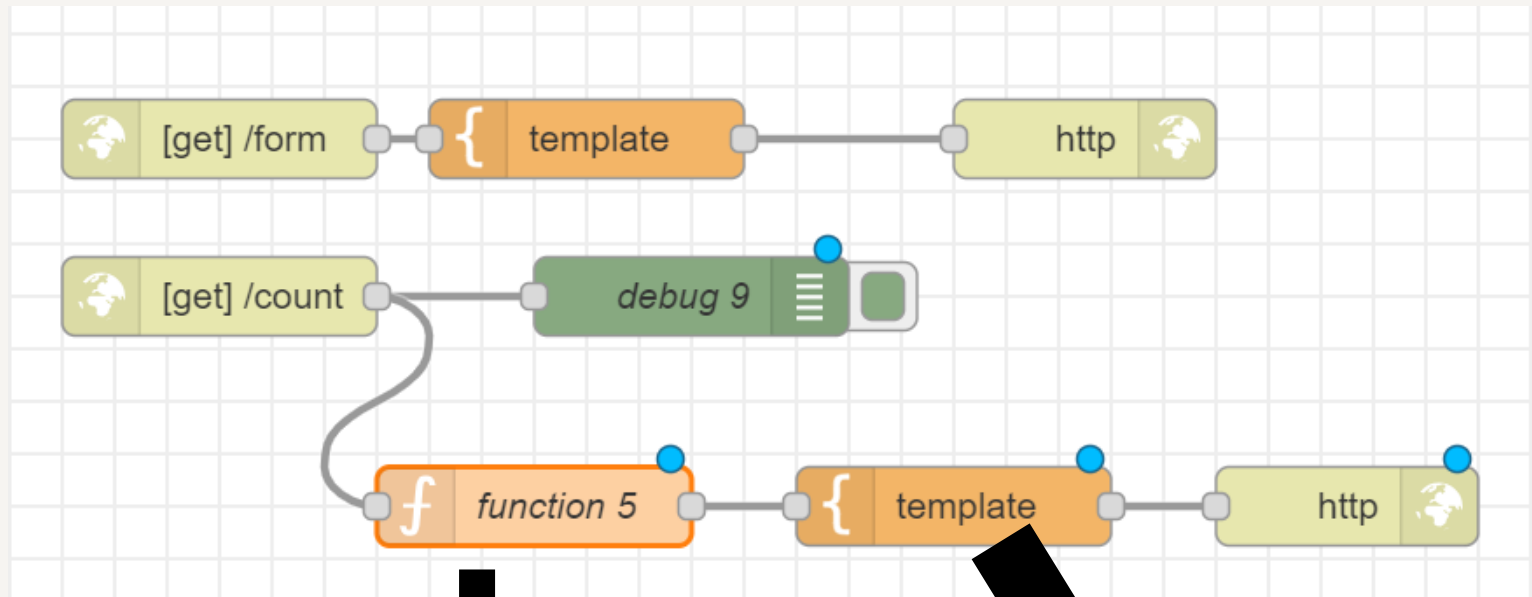 [get] /form
template
http
[get] /count
debug 9
function 5
template
http